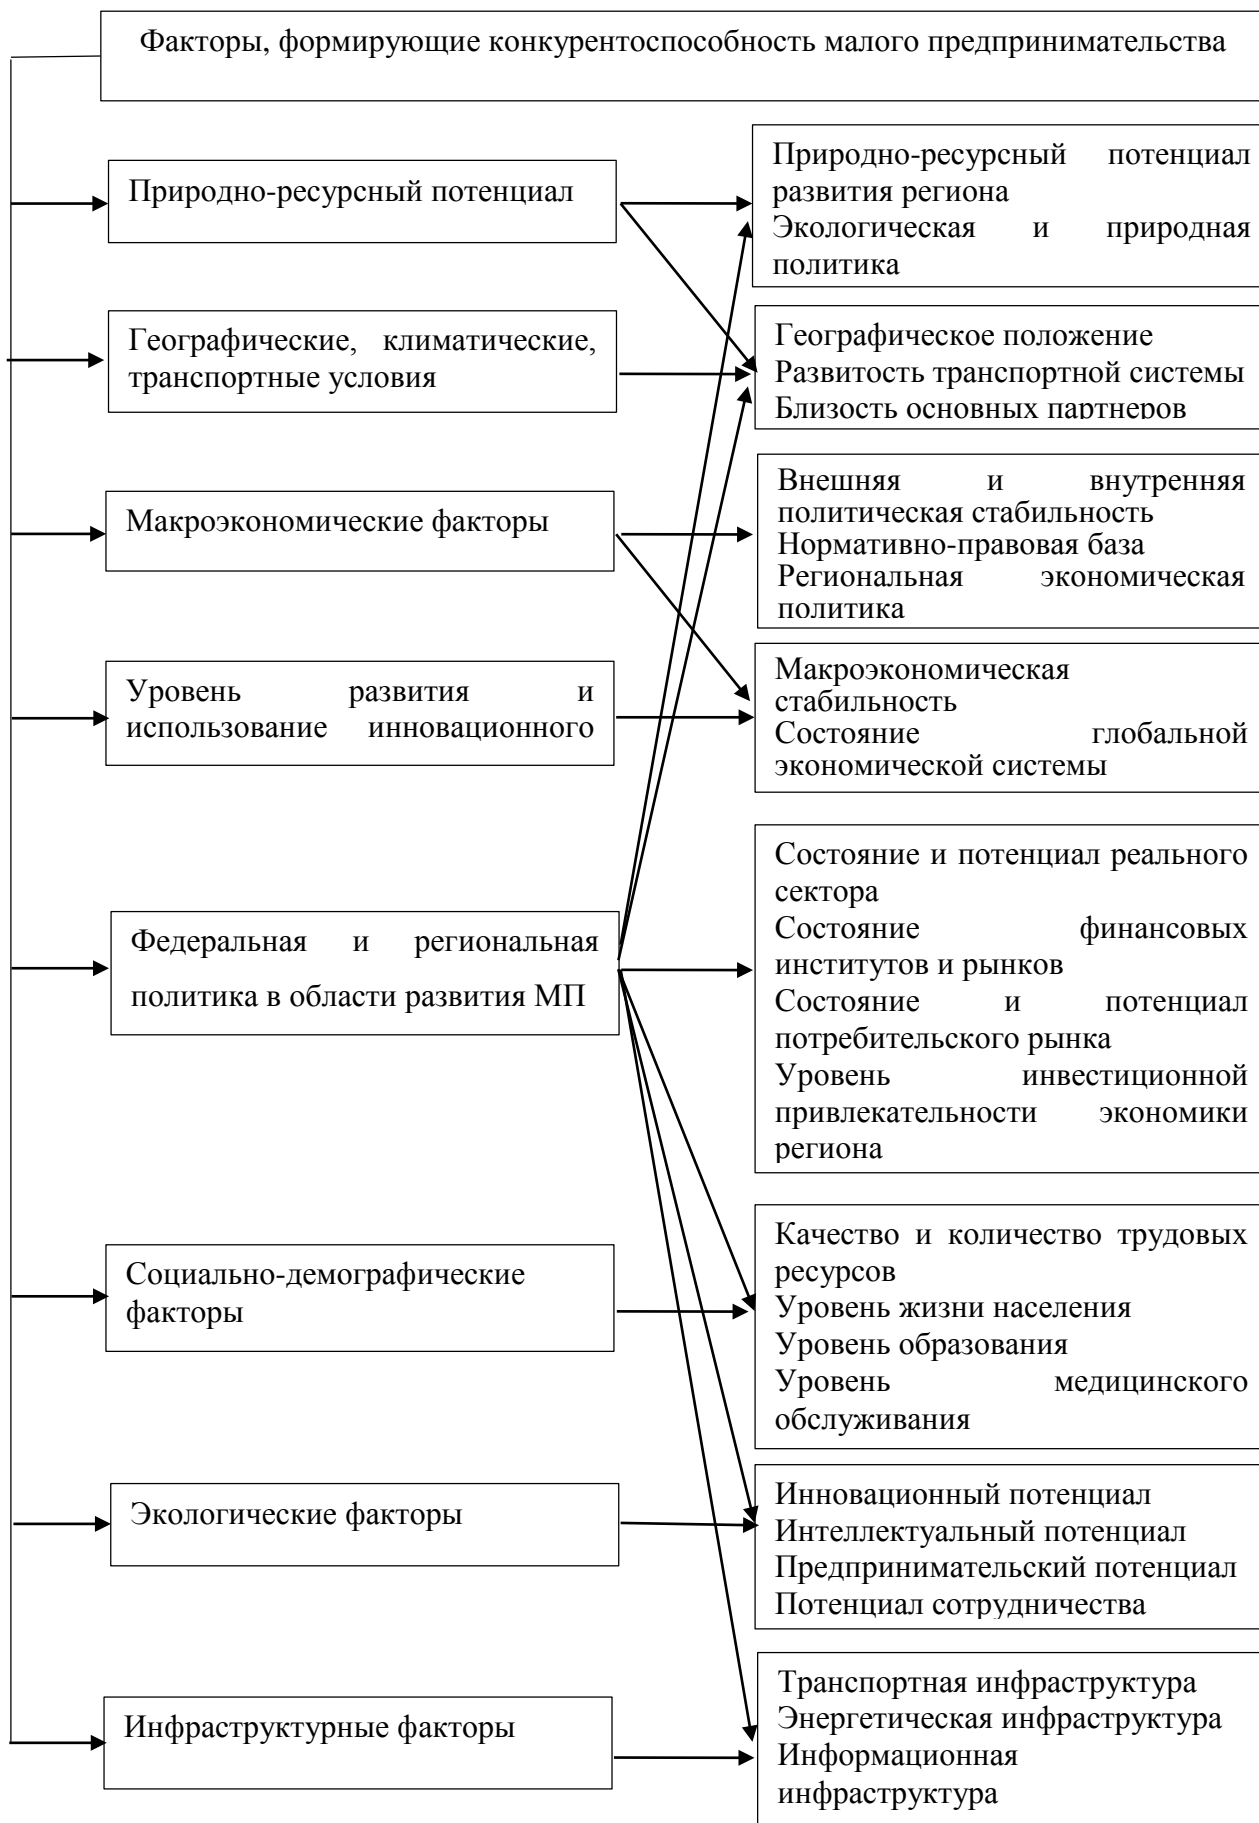 Факторы, формирующие конкурентоспособность малого предпринимательства
Природно-ресурсный потенциал
Природно-ресурсный потенциал
развития региона
Экологическая и природная
политика
Географические, климатические,
транспортные условия
Географическое положение
Развитость транспортной системы
Близость основных партнеров
Макроэкономические факторы
Внешняя и внутренняя
политическая стабильность
Нормативно-правовая база
Региональная экономическая
политика
Уровень развития и
использование инновационного
Макроэкономическая
стабильность
Состояние глобальной
экономической системы
Федеральная и региональная
политика в области развития МП
Состояние и потенциал реального
сектора
Состояние финансовых
институтов и рынков
Состояние и потенциал
потребительского рынка
Уровень инвестиционной
привлекательности экономики
региона
Социально-демографические
факторы
Качество и количество трудовых
ресурсов
Уровень жизни населения
Уровень образования
Уровень медицинского
обслуживания
Экологические факторы
Инновационный потенциал
Интеллектуальный потенциал
Предпринимательский потенциал
Потенциал сотрудничества
Инфраструктурные факторы
Транспортная инфраструктура
Энергетическая инфраструктура
Информационная
инфраструктура